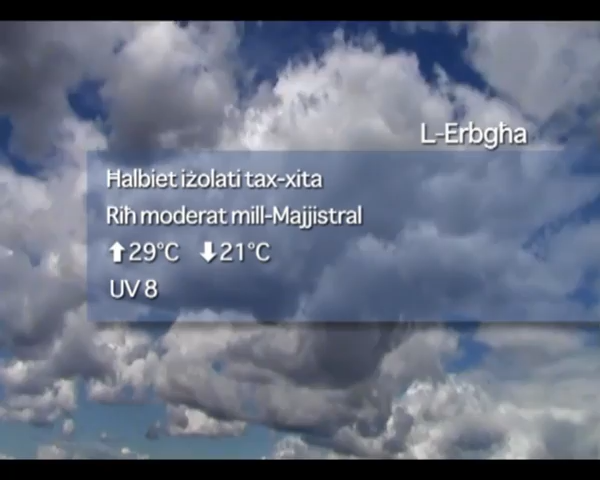 L-Erbgħa
Ħalbiet iżolati tax-xita
Riħ moderat mill-Majjistral
⬆29°C ⬇21°C
UV 8